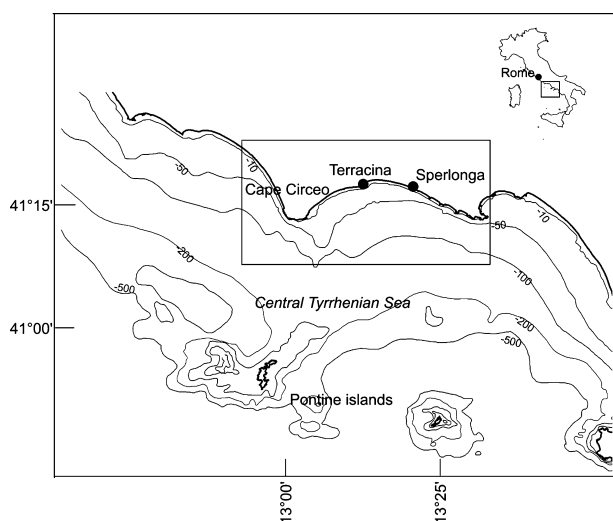 Rome
-10
-50
Terracina
Sperlonga
Cape Circeo
41°15'
-10
-50
-200
-100
-500
Central Tyrrhenian Sea
41°00'
-200
-500
Pontine islands
13°00'
13°25'